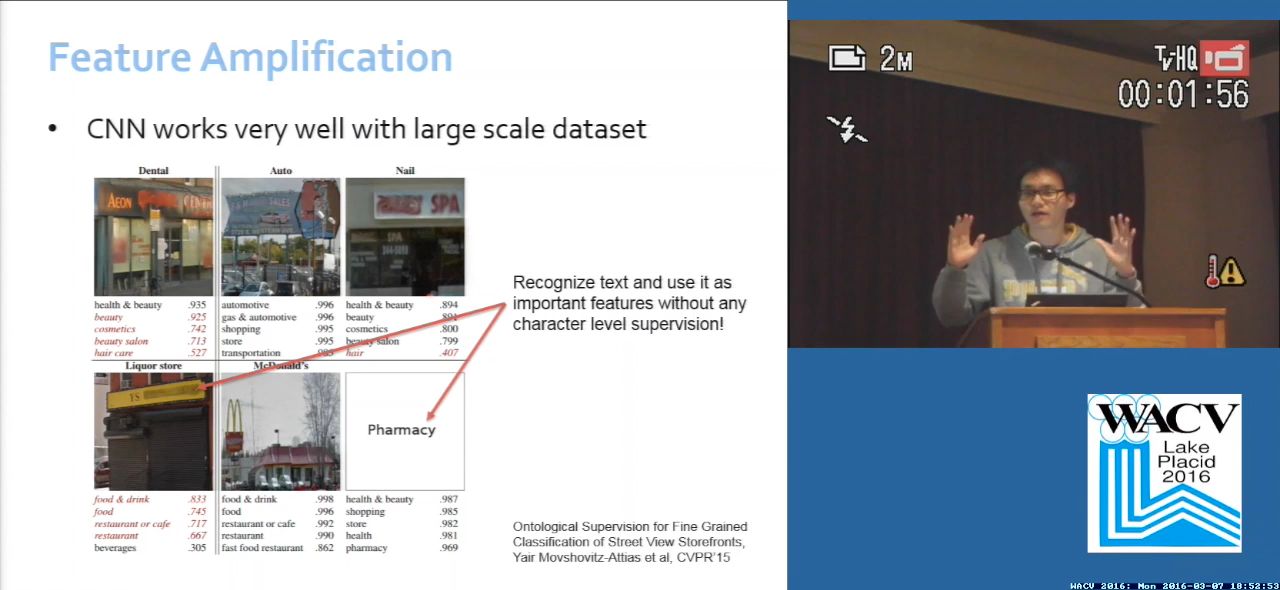 Feature Amplification
• CNN works very well with large scale dataset
Dental
Auto
Nail
AEON
SPA
health & beauty .935
beauty .925
cosmetics .742
beauty salon .713
hair care .527
automotive .996
gas & automotive .996
shopping .995
store .995
transportation
health & beauty .894
beauty
cosmetics .800
beauty salon .799
hair .407
Recognize text and use it as
important features without any
character level supervision!
Liquor store
McDonald's
Pharmacy
food & drink .833
food .745
restaurant or cafe .717
restaurant .667
beverages .305
food & drink .998
food .996
restaurant or cafe .992
restaurant .990
fast food restaurant .862
health & beauty .987
shopping .985
store .982
health .981
pharmacy .969
Ontological Supervision for Fine Grained
Classification of Street View Storefronts,
Yair Movshovitz-Attias et al, CVPR'15
2M
Tv-HQ
00:01:56
WACV
Lake
Placid
2016
WACV 2016: Mon 2016-03-07 18:52:53